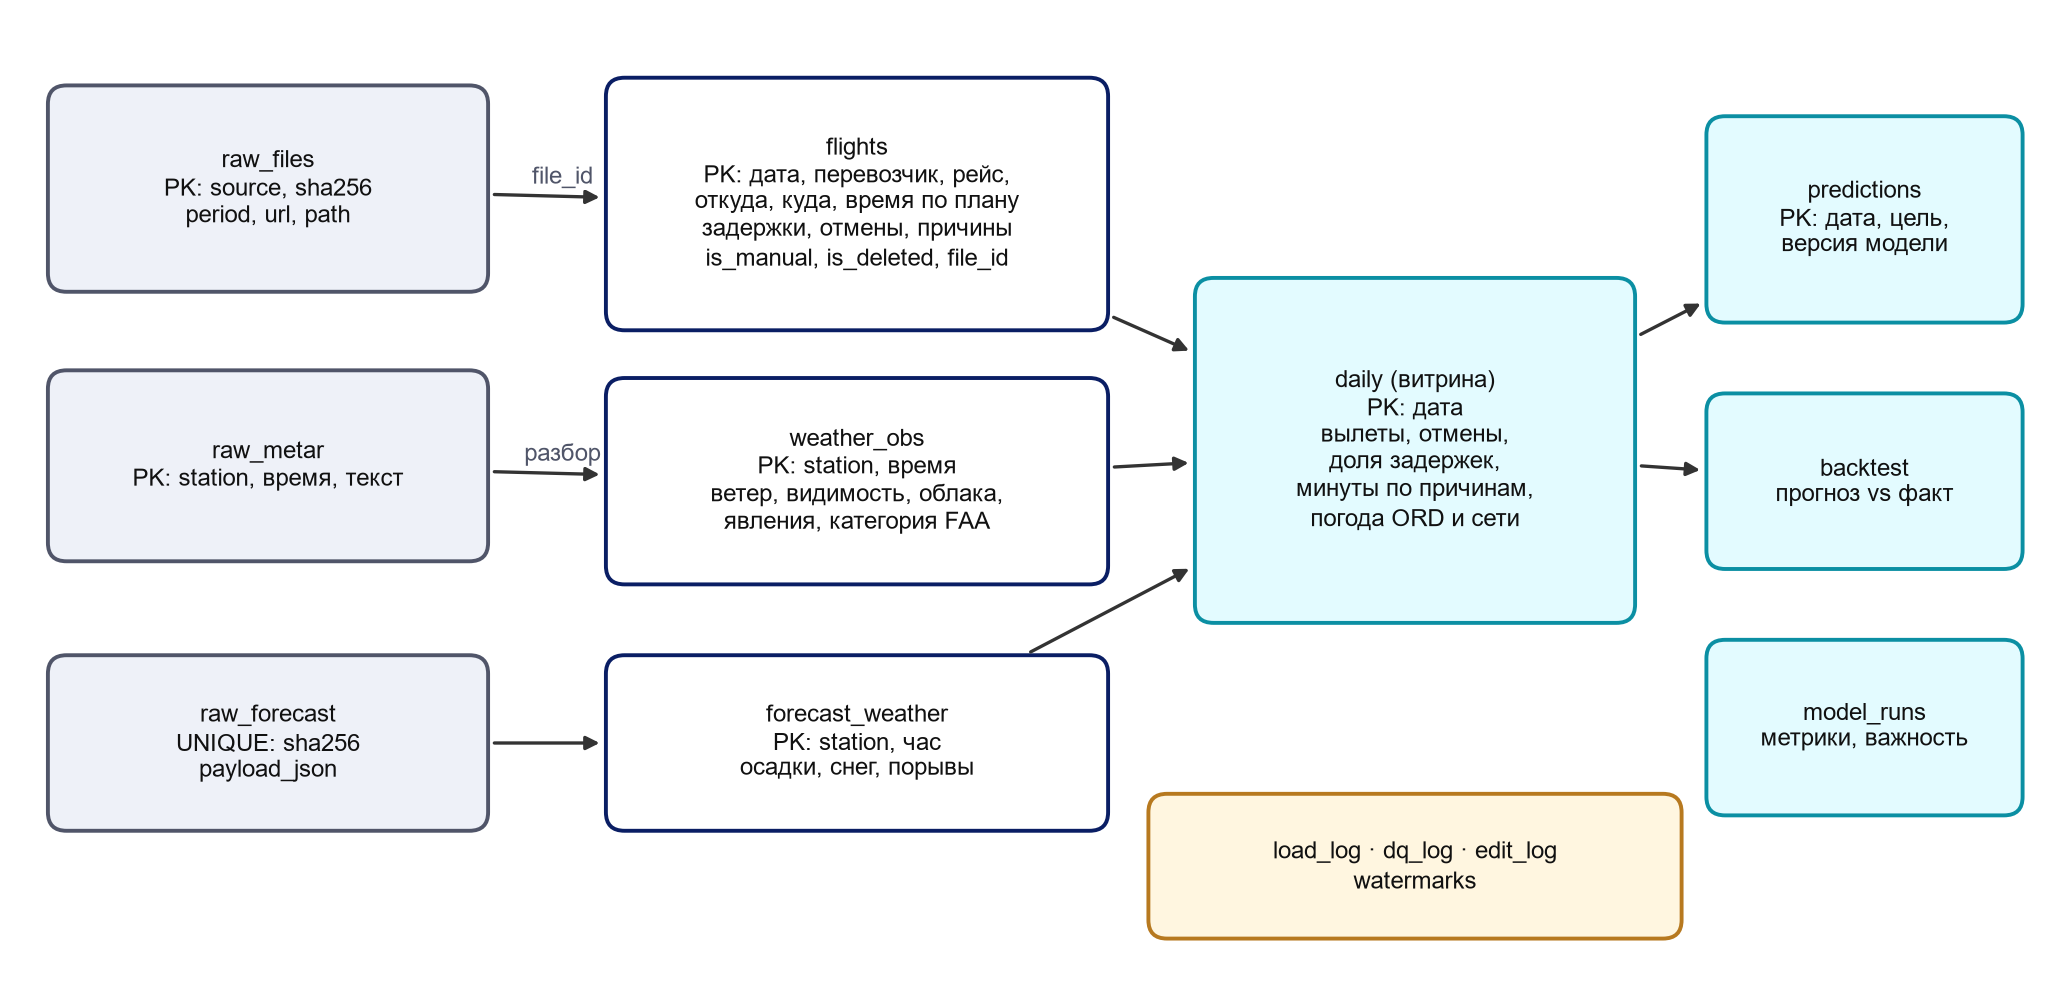 raw_files
PK: source, sha256
period, url, path
file_id
flights
PK: дата, перевозчик, рейс,
откуда, куда, время по плану
задержки, отмены, причины
is_manual, is_deleted, file_id
raw_metar
PK: station, время, текст
разбор
weather_obs
PK: station, время
ветер, видимость, облака,
явления, категория FAA
raw_forecast
UNIQUE: sha256
payload_json
forecast_weather
PK: station, час
осадки, снег, порывы
daily (витрина)
PK: дата
вылеты, отмены,
доля задержек,
минуты по причинам,
погода ORD и сети
predictions
PK: дата, цель,
версия модели
backtest
прогноз vs факт
model_runs
метрики, важность
load_log · dq_log · edit_log
watermarks